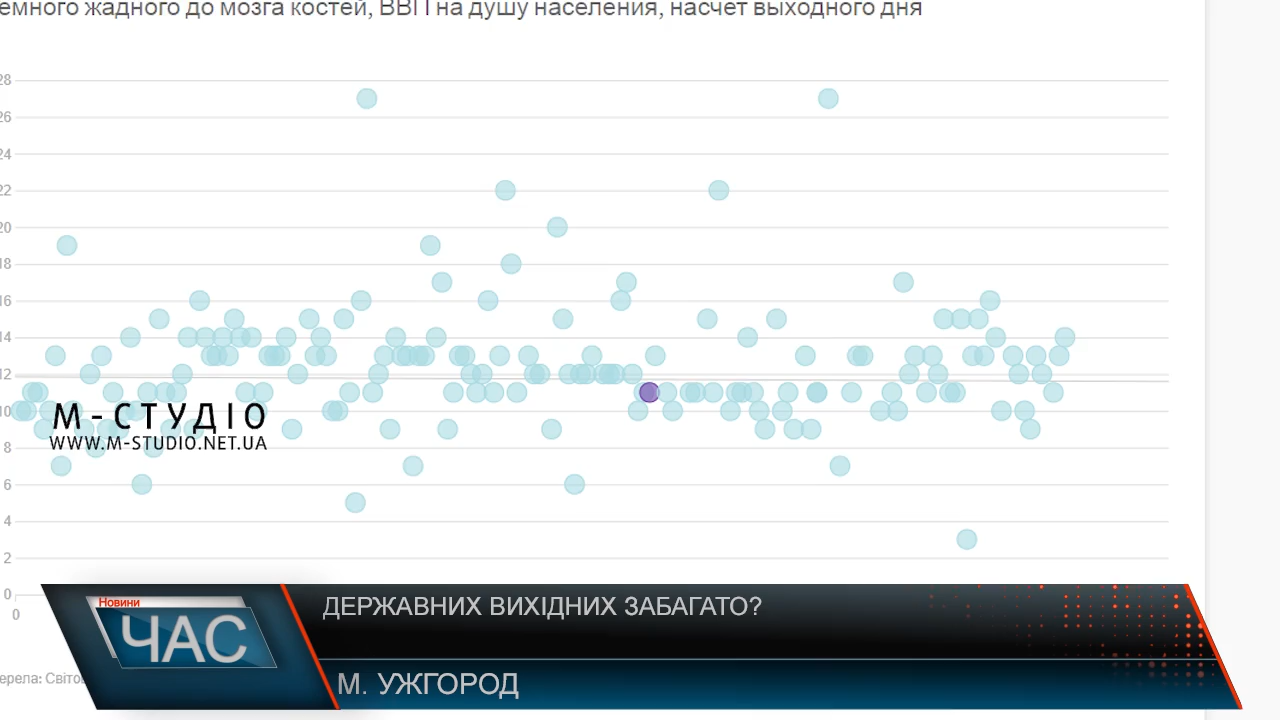 емного жадного до мозга костей, ВВП на душу населения, насчет выходного дня
28
26
24
22
20
18
16
14
12
10
8
6
4
2
0
0
М-СТУДІО
WWW.M-STUDIO.NET.UA
Новини
ЧАС
ДЕРЖАВНИХ ВИХІДНИХ ЗАБАГАТО?
М. УЖГОРОД
ерела: Світо